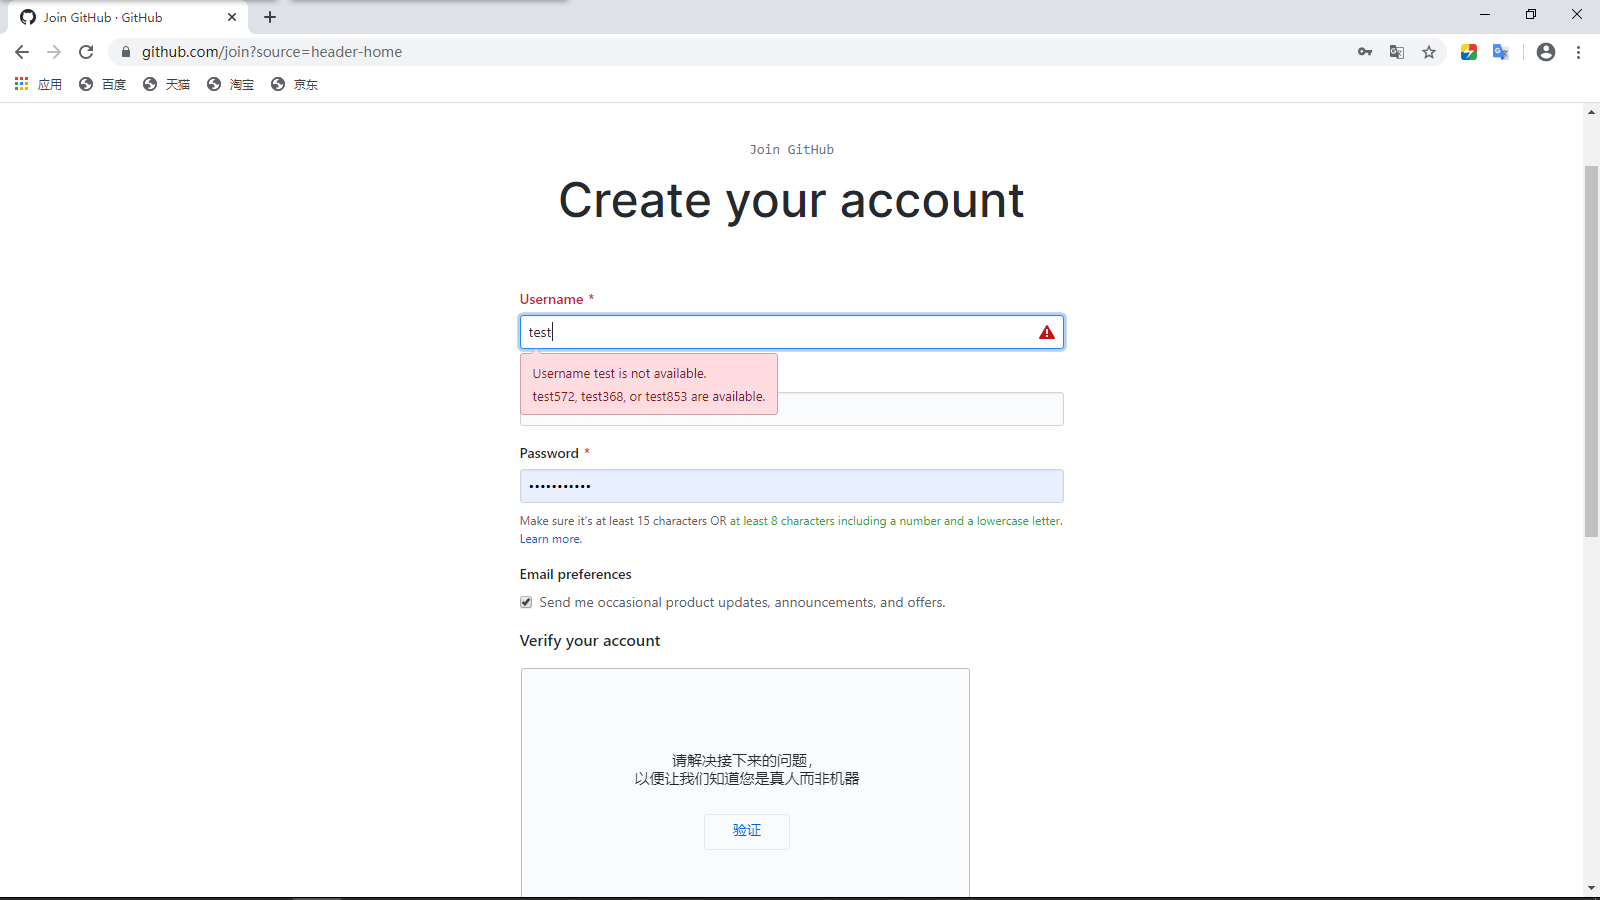 Join GitHub · GitHub
github.com/join?source=header-home
应用 百度 天猫 淘宝 京东
Join GitHub
Create your account
Username *
test
Username test is not available.
test572, test368, or test853 are available.
Password *
•••••••••••
Make sure it's at least 15 characters OR at least 8 characters including a number and a lowercase letter.
Learn more.
Email preferences
Send me occasional product updates, announcements, and offers.
Verify your account
请解决接下来的问题，
以便让我们知道您是真人而非机器
验证